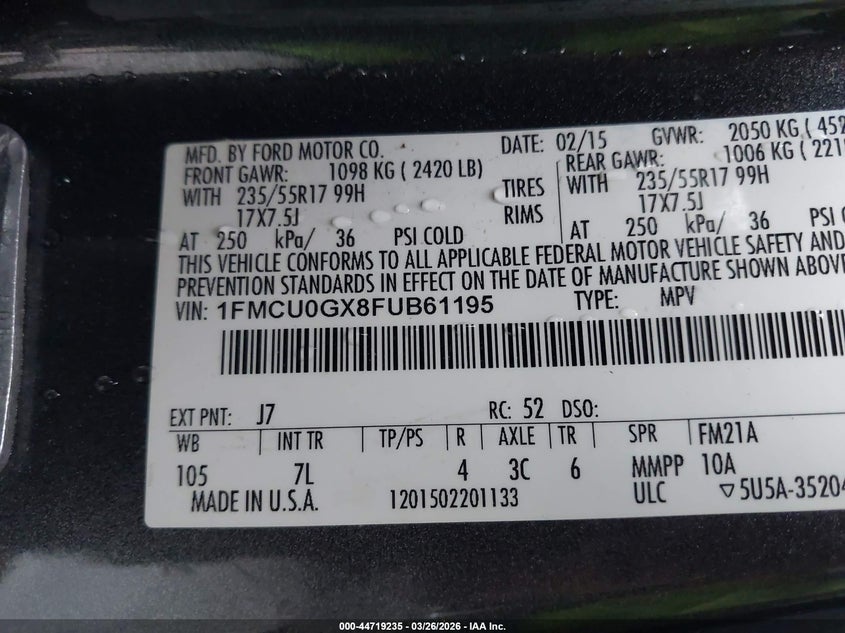 MFD. BY FORD MOTOR CO. DATE: 02/15 GVWR: 2050 KG ( 452
FRONT GAWR: 1098 KG ( 2420 LB) REAR GAWR: 1006 KG ( 221
WITH 235/55R17 99H TIRES WITH 235/55R17 99H
17X7.5J RIMS 17X7.5J
AT 250 kPa/ 36 PSI COLD AT 250 kPa/ 36 PSI CO
THIS VEHICLE CONFORMS TO ALL APPLICABLE FEDERAL MOTOR VEHICLE SAFETY AND
PREVENTION STANDARDS IN EFFECT ON THE DATE OF MANUFACTURE SHOWN ABOVE
VIN: 1FMCU0GX8FUB61195 TYPE: MPV
EXT PNT: J7 RC: 52 DSO:
WB INT TR TP/PS R AXLE TR SPR FM21A
105 7L 4 3C 6 MMPP 10A
MADE IN U.S.A. 1201502201133 ULC ▽5U5A-35204
000-44719235 - 03/26/2026 - IAA Inc.